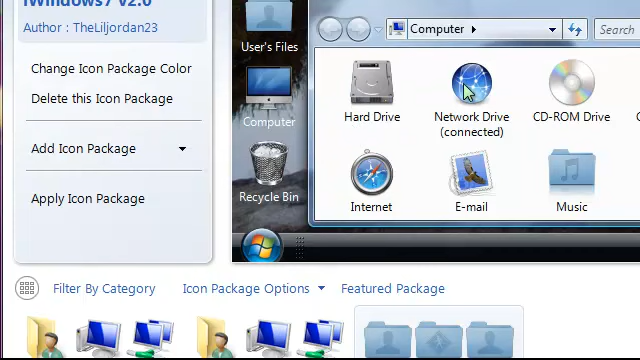 iWindows7 v2.0
Author : TheLiljordan23
Change Icon Package Color
Delete this Icon Package
Add Icon Package
Apply Icon Package
User's Files
Computer
Recycle Bin
Computer
Search
Hard Drive
Network Drive
(connected)
CD-ROM Drive
Internet
E-mail
Music
Filter By Category
Icon Package Options
Featured Package